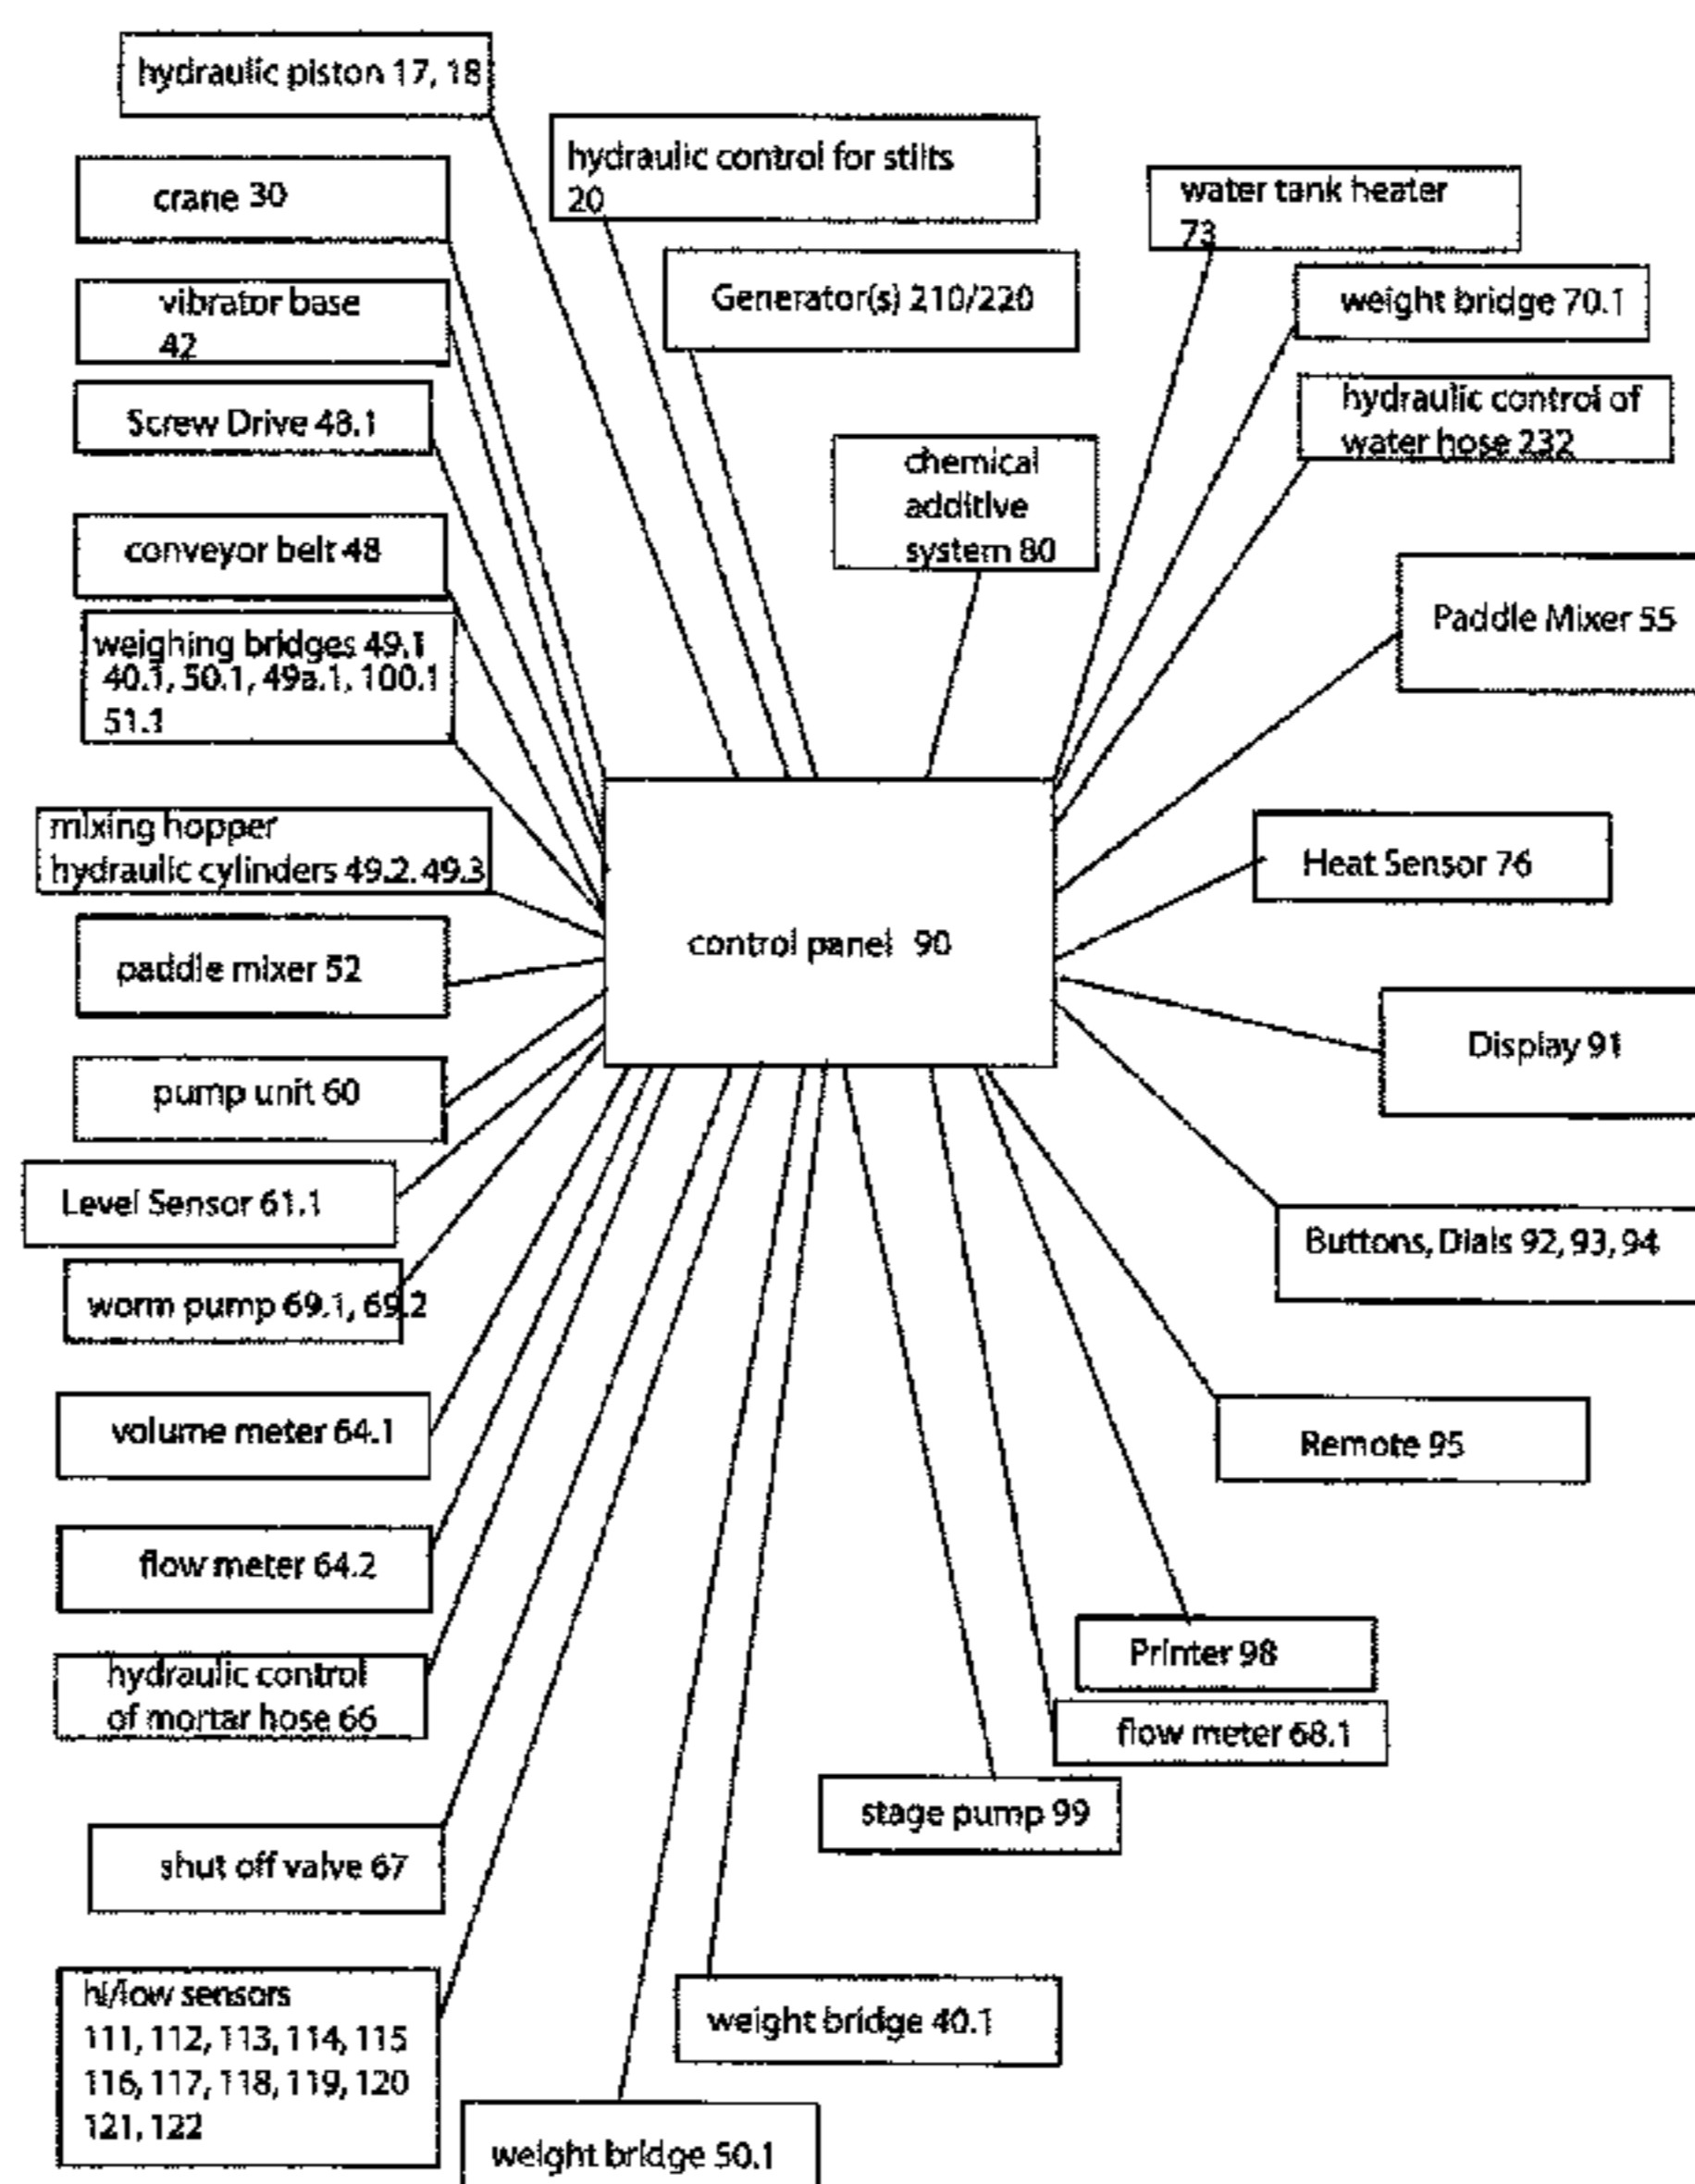 hydraulic piston 17, 18
hydraulic control for stilts
20
water tank heater
73
crane 30
Generator(s) 210/220
weight bridge 70.1
vibrator base
42
hydraulic control of
water hose 232
Screw Drive 48.1
chemical
additive
system 80
conveyor belt 48
Paddle Mixer 55
weighing bridges 49.1
40.1, 50.1, 49a.1, 100.1
51.1
mixing hopper
hydraulic cylinders 49.2. 49.3
Heat Sensor 76
control panel 90
paddle mixer 52
Display 91
pump unit 60
Level Sensor 61.1
Buttons, Dials 92, 93, 94
worm pump 69.1, 69.2
volume meter 64.1
Remote 95
flow meter 64.2
hydraulic control
of mortar hose 66
Printer 98
flow meter 68.1
stage pump 99
shut off valve 67
hi/low sensors
111, 112, 113, 114, 115
116, 117, 118, 119, 120
121, 122
weight bridge 40.1
weight bridge 50.1